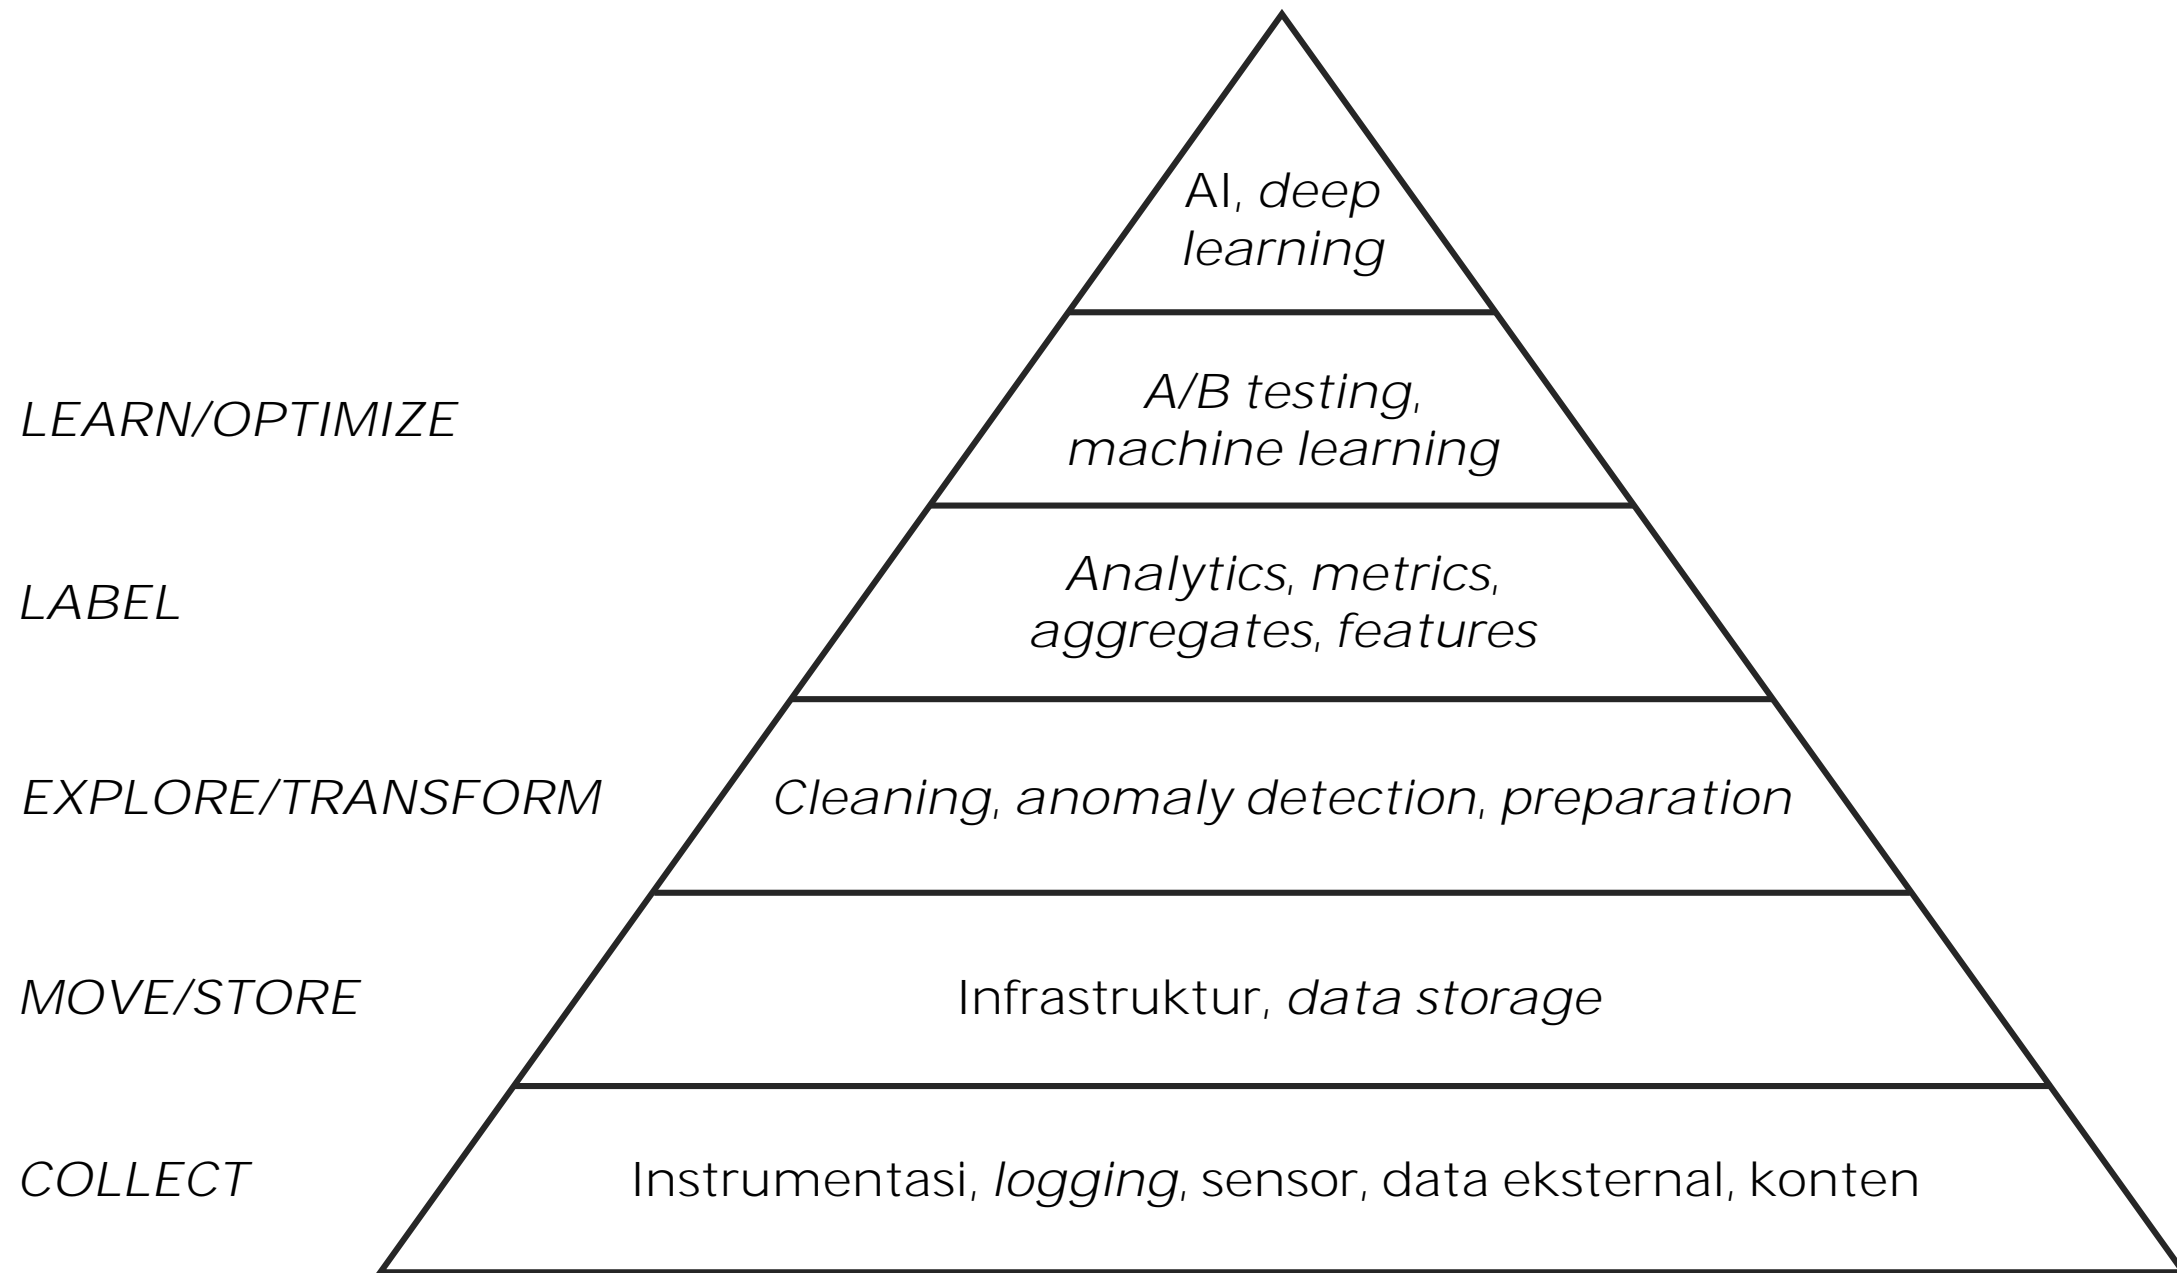 AI, deep
learning
LEARN/OPTIMIZE
A/B testing,
machine learning
LABEL
Analytics, metrics,
aggregates, features
EXPLORE/TRANSFORM
Cleaning, anomaly detection, preparation
MOVE/STORE
Infrastruktur, data storage
COLLECT
Instrumentasi, logging, sensor, data eksternal, konten